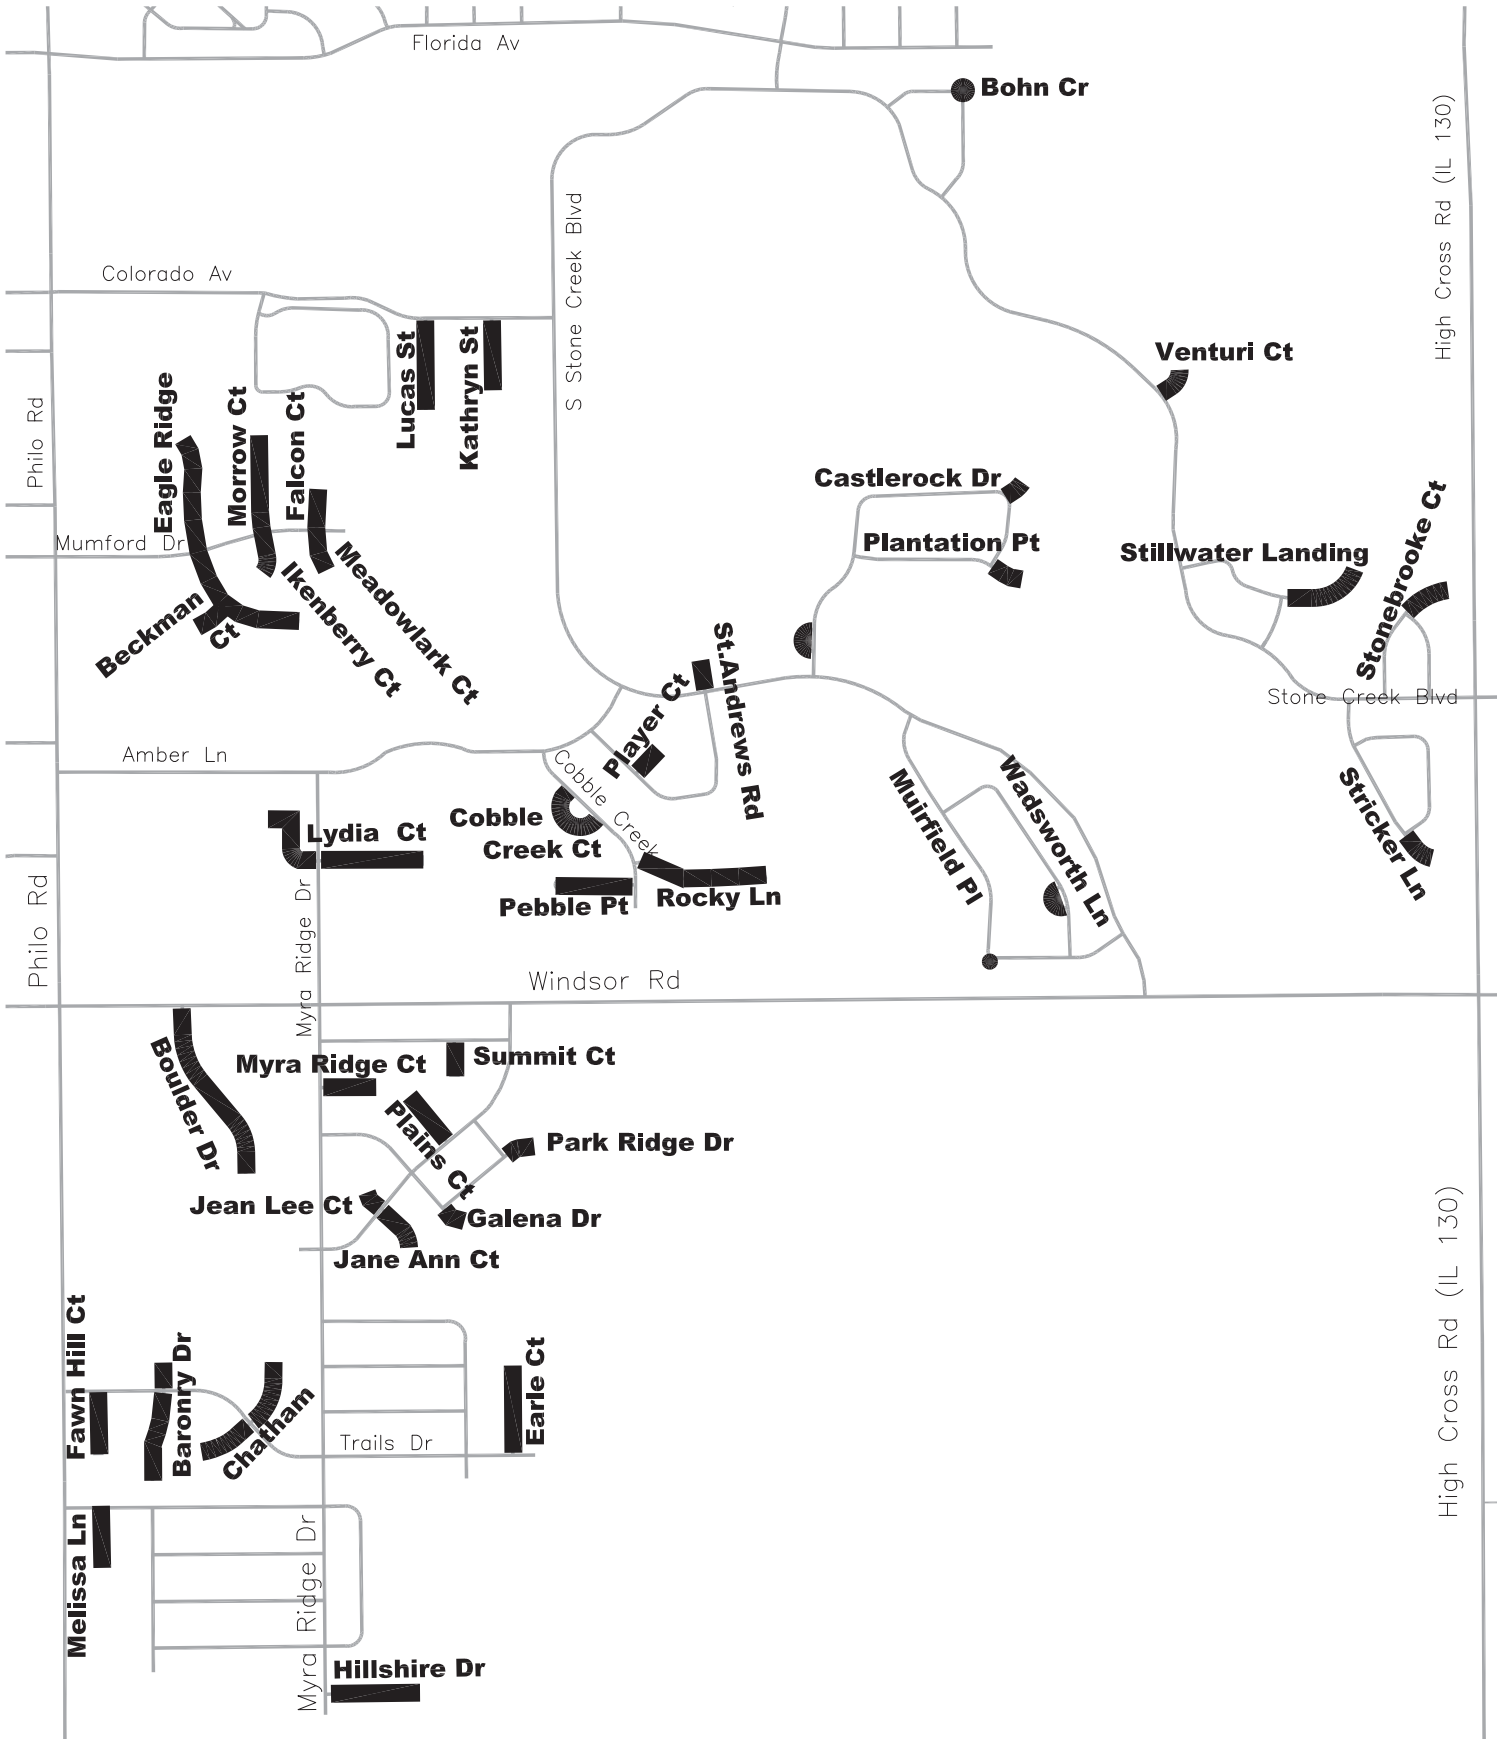 Florida Av
Bohn Cr
High Cross Rd (IL 130)
S Stone Creek Blvd
Colorado Av
Lucas St
Kathryn St
Venturi Ct
Philo Rd
Eagle Ridge
Morrow Ct
Falcon Ct
Castlerock Dr
Plantation Pt
Stillwater Landing
Stonebrooke Ct
Mumford Dr
Beckman
Ct
Ikenberry Ct
Meadowlark Ct
St.Andrews Rd
Player Ct
Stone Creek Blvd
Amber Ln
Cobble Creek
Wadsworth Ln
Muirfield Pl
Stricker Ln
Lydia Ct
Cobble
Creek Ct
Pebble Pt
Rocky Ln
Philo Rd
Myra Ridge Dr
Windsor Rd
Boulder Dr
Myra Ridge Ct
Summit Ct
Plains Ct
Park Ridge Dr
Jean Lee Ct
Galena Dr
Jane Ann Ct
High Cross Rd (IL 130)
Fawn Hill Ct
Baronry Dr
Chatham
Earle Ct
Trails Dr
Melissa Ln
Myra Ridge Dr
Hillshire Dr